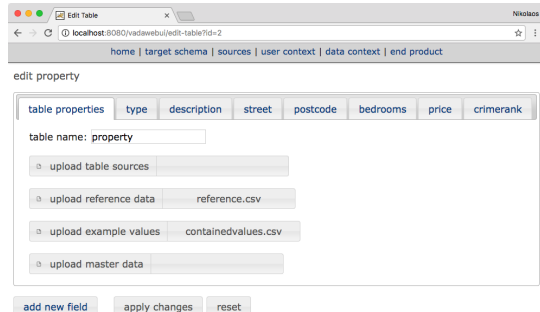 Edit Table
Nikolaos
localhost:8080/vadawebui/edit-table?id=2
home | target schema | sources | user context | data context | end product
edit property
table properties type description street postcode bedrooms price crimerank
table name: property
upload table sources
upload reference data reference.csv
upload example values containedvalues.csv
upload master data
add new field apply changes reset